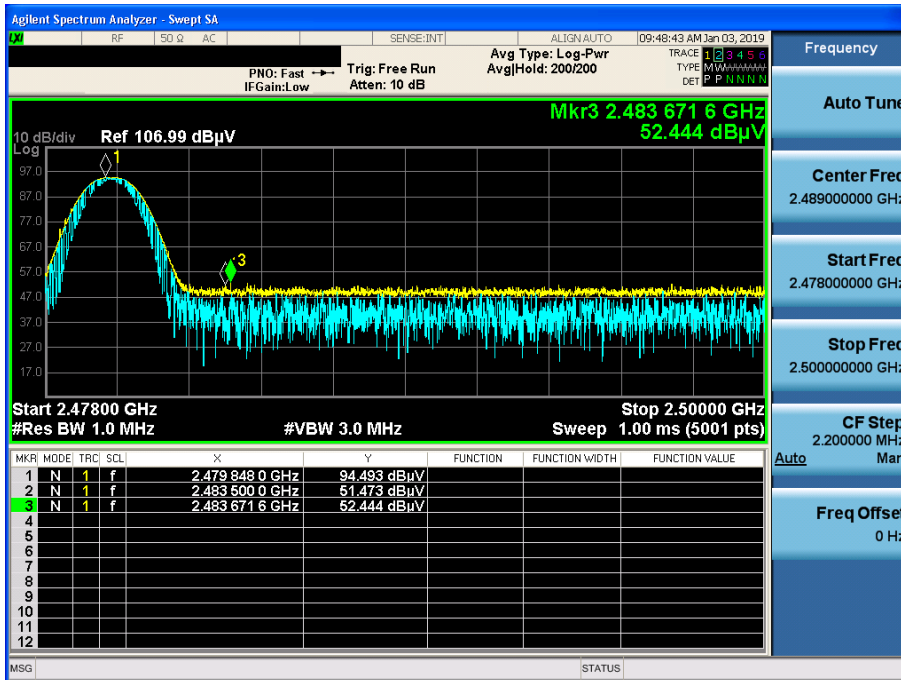 Agilent Spectrum Analyzer - Swept SA
LXI RF 50 Ω AC SENSE:INT ALIGN AUTO 09:48:43 AM Jan 03, 2019
PNO: Fast
IFGain:Low
Trig: Free Run
Atten: 10 dB
Avg Type: Log-Pwr
Avg|Hold: 200/200
TRACE 1 2 3 4 5 6
TYPE MWWWWW
DET P P N N N N
Mkr3 2.483 671 6 GHz
52.444 dBµV
10 dB/div Ref 106.99 dBµV
Log
97.0
87.0
77.0
67.0
57.0
47.0
37.0
27.0
17.0
1
3
Start 2.47800 GHz Stop 2.50000 GHz
#Res BW 1.0 MHz #VBW 3.0 MHz Sweep 1.00 ms (5001 pts)
MKR MODE TRC SCL X Y FUNCTION FUNCTION WIDTH FUNCTION VALUE
1 N 1 f 2.479 848 0 GHz 94.493 dBµV
2 N 1 f 2.483 500 0 GHz 51.473 dBµV
3 N 1 f 2.483 671 6 GHz 52.444 dBµV
4
5
6
7
8
9
10
11
12
MSG STATUS
Frequency
Auto Tune
Center Freq
2.489000000 GHz
Start Freq
2.478000000 GHz
Stop Freq
2.500000000 GHz
CF Step
2.200000 MHz
Auto Man
Freq Offset
0 Hz